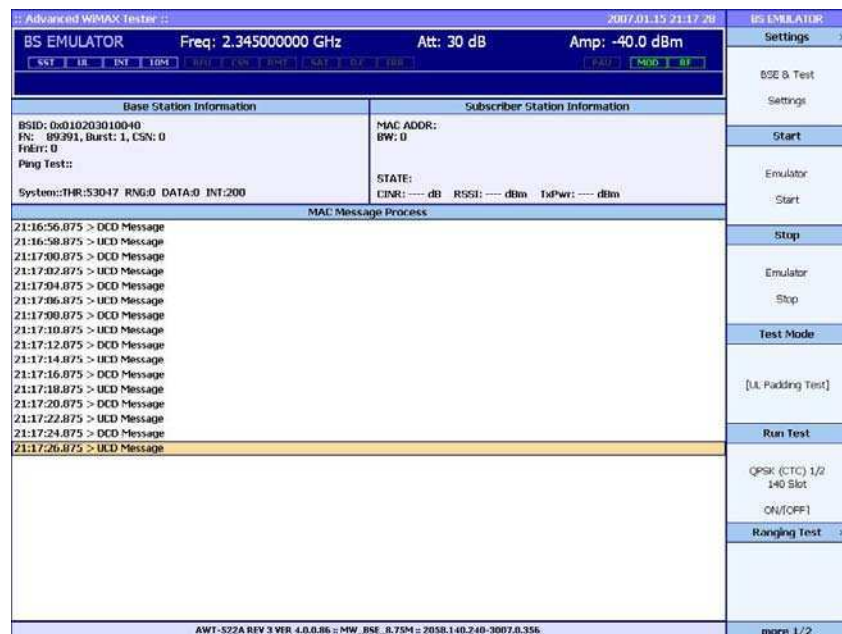 :: Advanced WiMAX Tester ::
2007.01.15 21:17 28
BS EMULATOR
Freq: 2.345000000 GHz
Att: 30 dB
Amp: -40.0 dBm
SST UL INT 10M
EXT SAT
PAU MOD RF
Base Station Information
BSID: 0x010203010040
FN: 89391, Burst: 1, CSN: 0
FnErr: 0
Ping Test::
System::THR:53047 RNG:0 DATA:0 INT:200
Subscriber Station Information
MAC ADDR:
BW: 0
STATE:
CINR: ---- dB RSSI: ---- dBm TxPwr: ---- dBm
MAC Message Process
21:16:56.875 > DCD Message
21:16:58.875 > UCD Message
21:17:00.875 > DCD Message
21:17:02.875 > UCD Message
21:17:04.875 > DCD Message
21:17:06.875 > UCD Message
21:17:08.875 > DCD Message
21:17:10.875 > UCD Message
21:17:12.875 > DCD Message
21:17:14.875 > UCD Message
21:17:16.875 > DCD Message
21:17:18.875 > UCD Message
21:17:20.875 > DCD Message
21:17:22.875 > UCD Message
21:17:24.875 > DCD Message
21:17:26.875 > UCD Message
AWT-S22A REV 3 VER 4.0.0.86 :: MW_BSE_8.75M :: 2058.140.240-3007.0.356
BS EMULATOR
Settings
BSE & Test
Settings
Start
Emulator
Start
Stop
Emulator
Stop
Test Mode
[UL Padding Test]
Run Test
QPSK (CTC) 1/2
140 Slot
ON/[OFF]
Ranging Test
more 1/2